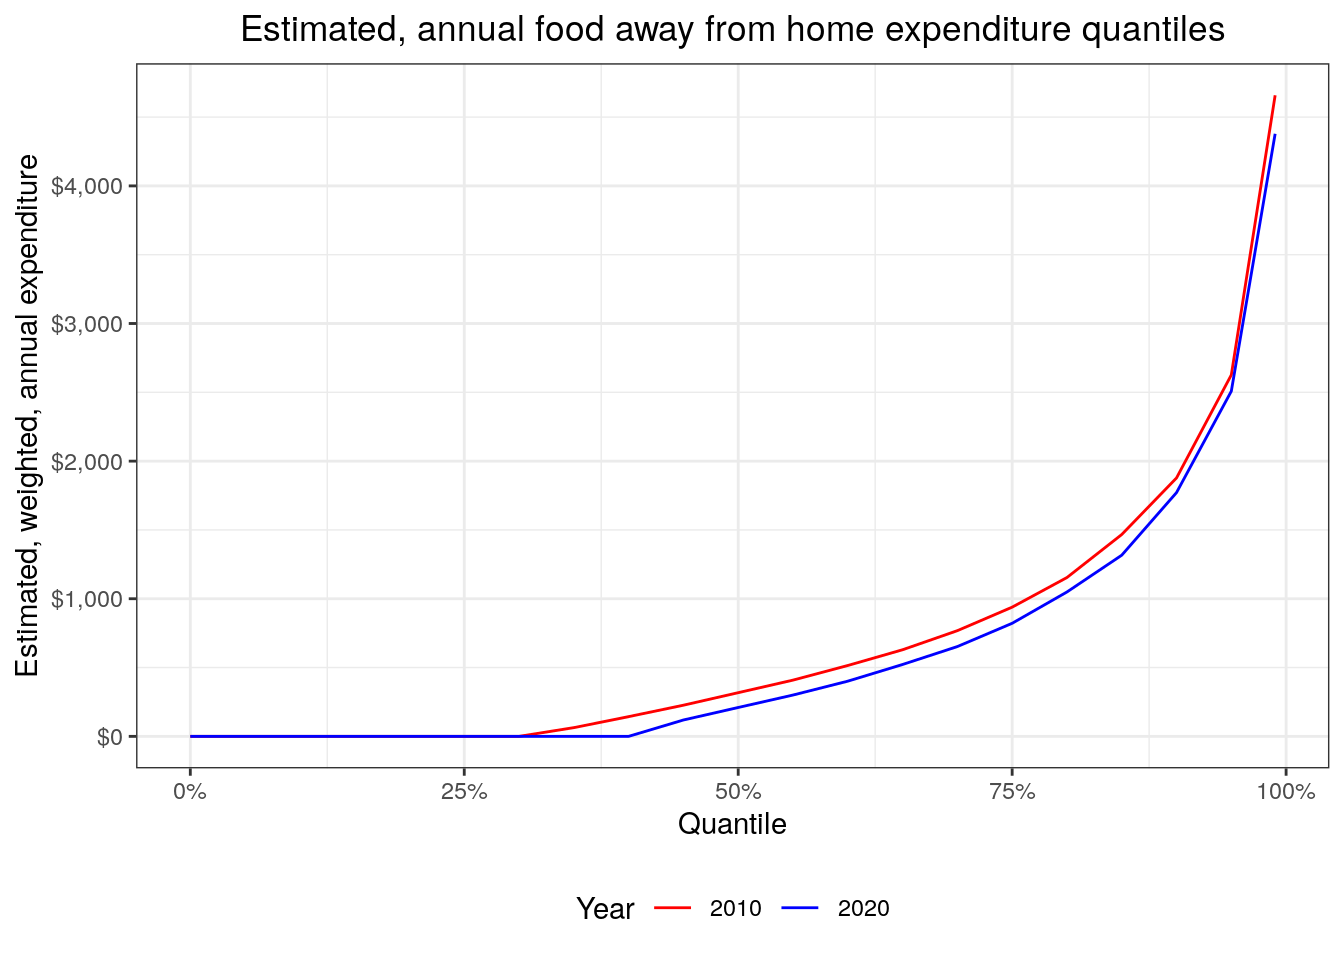 Estimated, annual food away from home expenditure quantiles
Estimated, weighted, annual expenditure
$4,000
$3,000
$2,000
$1,000
$0
0% 25% 50% 75% 100%
Quantile
Year 2010 2020